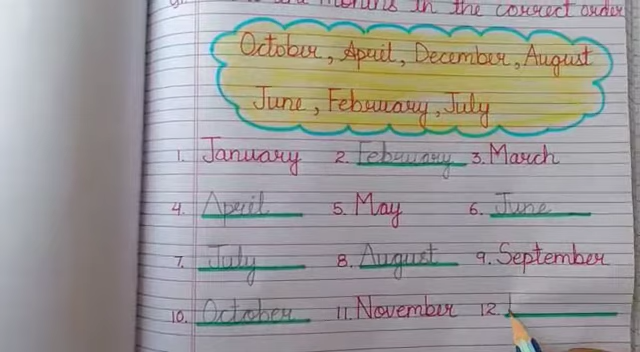 months in the correct order
October, April, December, August
June, February, July
1. January 2. February 3. March
4. April 5. May 6. June
7. July 8. August 9. September
10. October 11. November 12.